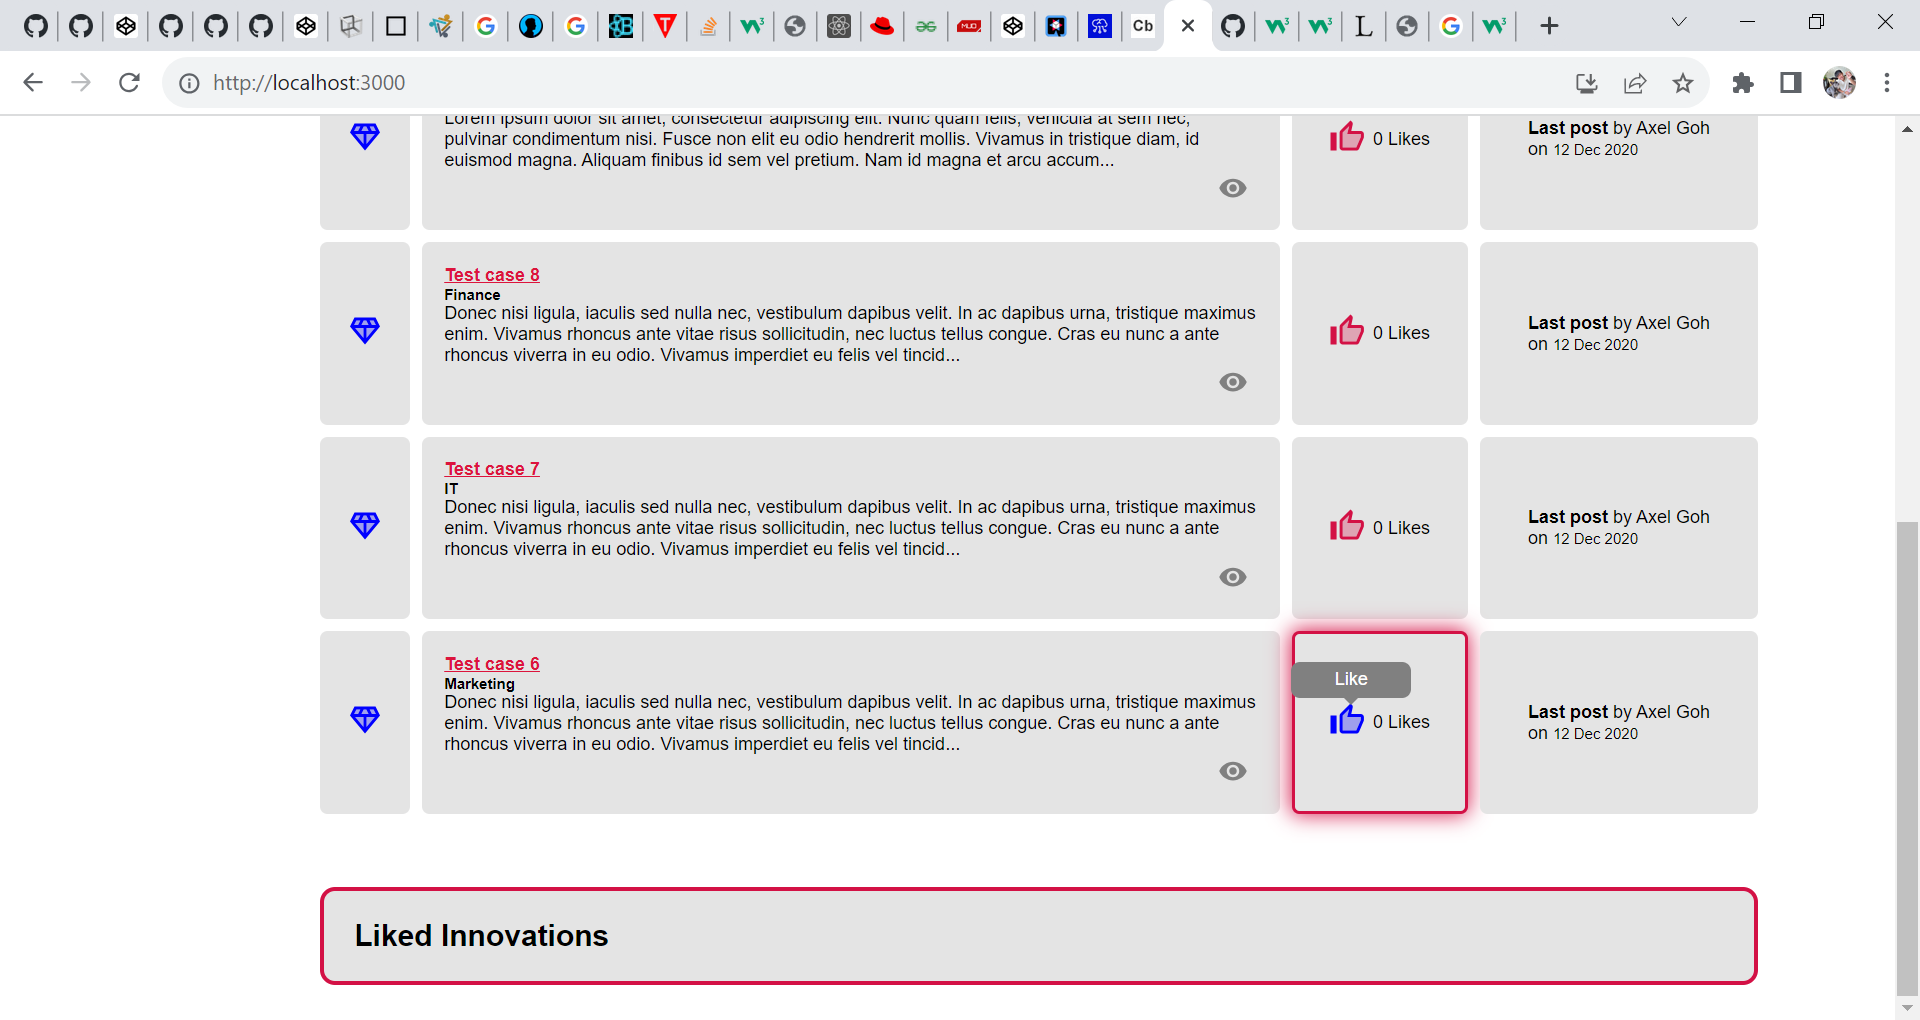 Cb
http://localhost:3000
Lorem ipsum dolor sit amet, consectetur adipiscing elit. Nunc quam felis, vehicula at sem nec,
pulvinar condimentum nisi. Fusce non elit eu odio hendrerit mollis. Vivamus in tristique diam, id
euismod magna. Aliquam finibus id sem vel pretium. Nam id magna et arcu accum...
0 Likes
Last post by Axel Goh
on 12 Dec 2020
Test case 8
Finance
Donec nisi ligula, iaculis sed nulla nec, vestibulum dapibus velit. In ac dapibus urna, tristique maximus
enim. Vivamus rhoncus ante vitae risus sollicitudin, nec luctus tellus congue. Cras eu nunc a ante
rhoncus viverra in eu odio. Vivamus imperdiet eu felis vel tincid...
0 Likes
Last post by Axel Goh
on 12 Dec 2020
Test case 7
IT
Donec nisi ligula, iaculis sed nulla nec, vestibulum dapibus velit. In ac dapibus urna, tristique maximus
enim. Vivamus rhoncus ante vitae risus sollicitudin, nec luctus tellus congue. Cras eu nunc a ante
rhoncus viverra in eu odio. Vivamus imperdiet eu felis vel tincid...
0 Likes
Last post by Axel Goh
on 12 Dec 2020
Test case 6
Marketing
Donec nisi ligula, iaculis sed nulla nec, vestibulum dapibus velit. In ac dapibus urna, tristique maximus
enim. Vivamus rhoncus ante vitae risus sollicitudin, nec luctus tellus congue. Cras eu nunc a ante
rhoncus viverra in eu odio. Vivamus imperdiet eu felis vel tincid...
Like
0 Likes
Last post by Axel Goh
on 12 Dec 2020
Liked Innovations